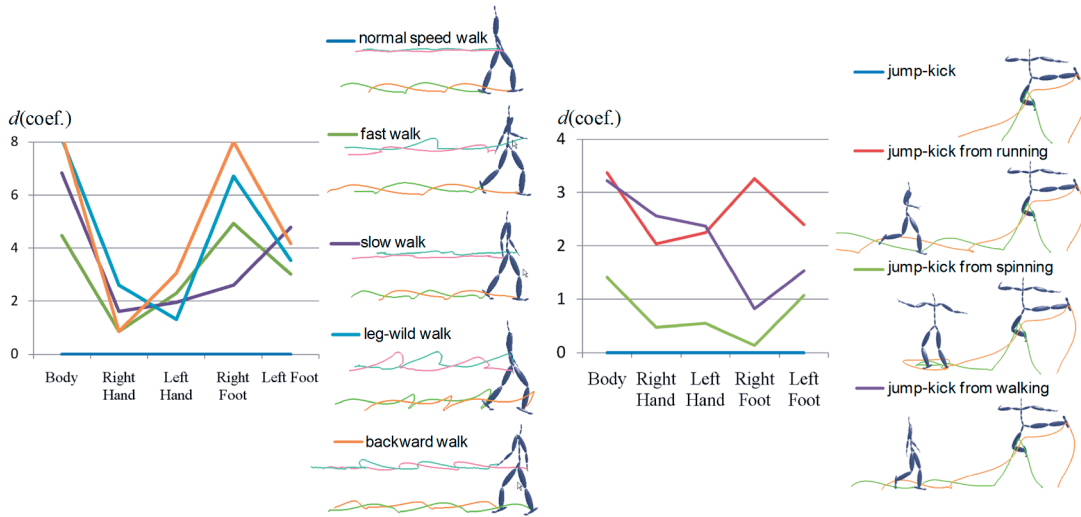 d(coef.)
8
6
4
2
0
Body
Right
Hand
Left
Hand
Right
Foot
Left Foot
normal speed walk
fast walk
slow walk
leg-wild walk
backward walk
d(coef.)
4
3
2
1
0
Body
Right
Hand
Left
Hand
Right
Foot
Left
Foot
jump-kick
jump-kick from running
jump-kick from spinning
jump-kick from walking